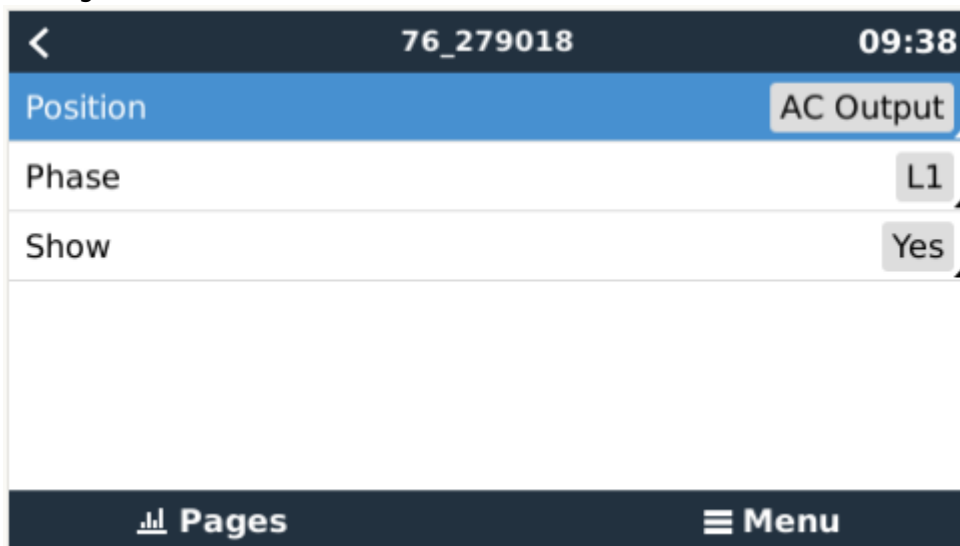 76_279018 09:38
Position AC Output
Phase L1
Show Yes
Pages Menu